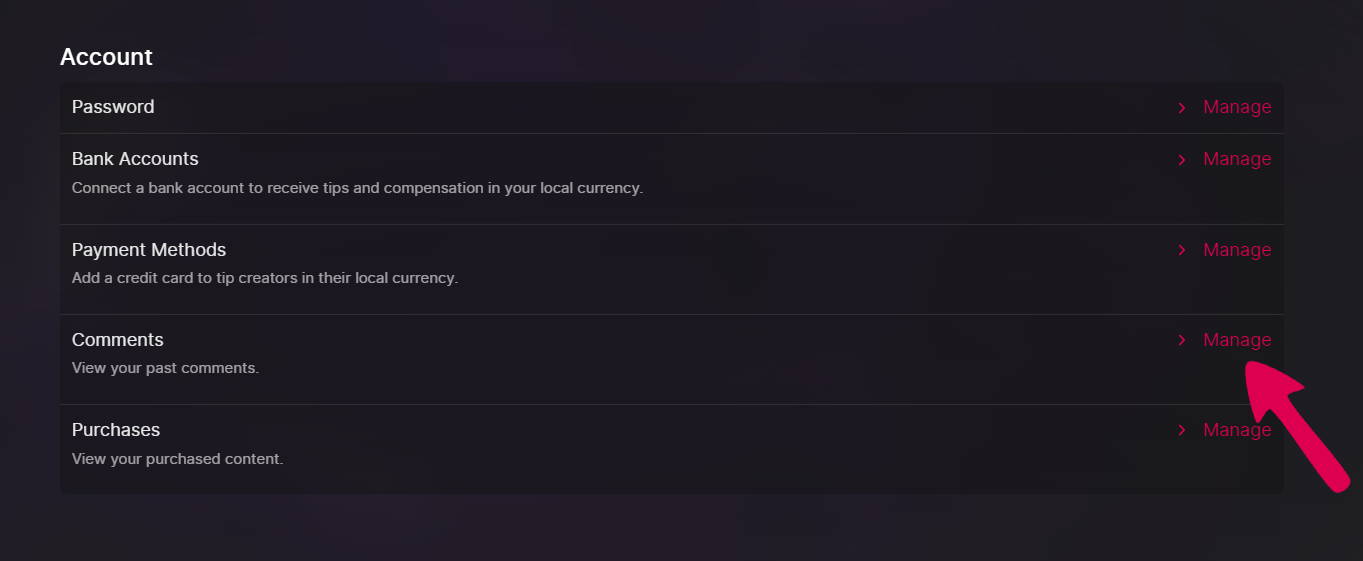 Account
Password
Manage
Bank Accounts
Manage
Connect a bank account to receive tips and compensation in your local currency.
Payment Methods
Manage
Add a credit card to tip creators in their local currency.
Comments
Manage
View your past comments.
Purchases
Manage
View your purchased content.